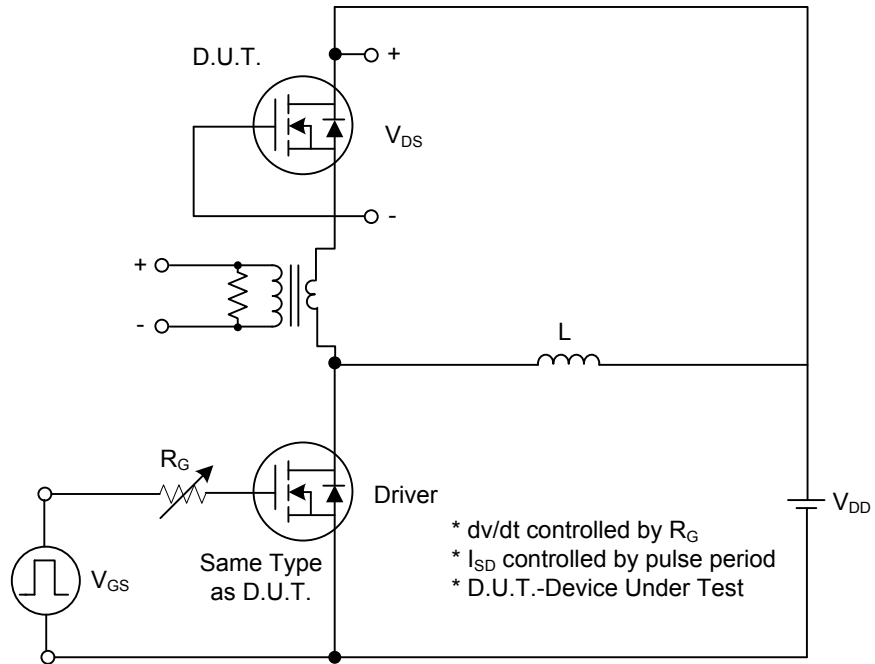 D.U.T.
+
V_DS
-
+
-
L
R_G
Driver
V_DD
V_GS
Same Type
as D.U.T.
* dv/dt controlled by R_G
* I_SD controlled by pulse period
* D.U.T.-Device Under Test